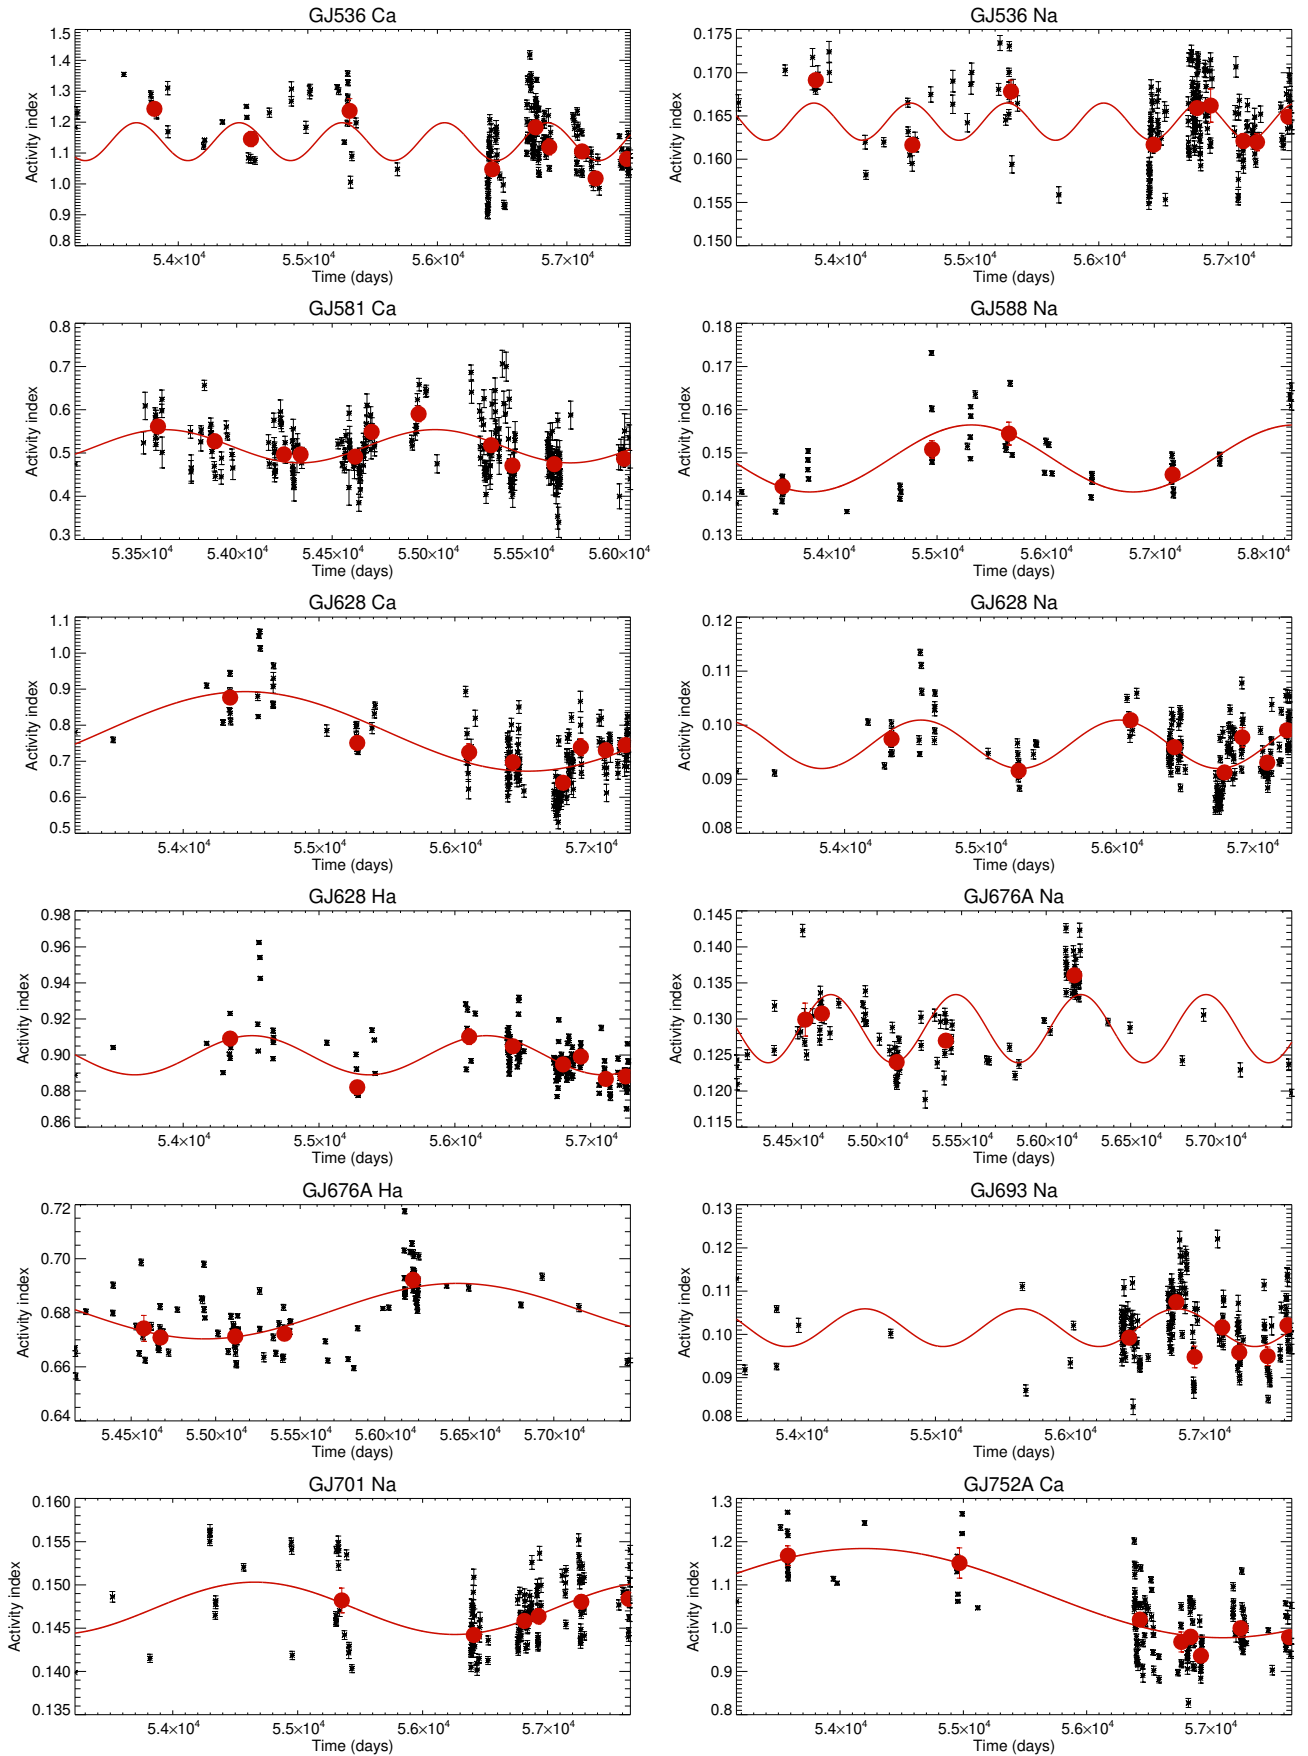 GJ536 Ca
Activity index
1.5
1.4
1.3
1.2
1.1
1.0
0.9
0.8
5.4×10⁴ 5.5×10⁴ 5.6×10⁴ 5.7×10⁴
Time (days)
GJ536 Na
Activity index
0.175
0.170
0.165
0.160
0.155
0.150
5.4×10⁴ 5.5×10⁴ 5.6×10⁴ 5.7×10⁴
Time (days)
GJ581 Ca
Activity index
0.8
0.7
0.6
0.5
0.4
0.3
5.35×10⁴ 5.40×10⁴ 5.45×10⁴ 5.50×10⁴ 5.55×10⁴ 5.60×10⁴
Time (days)
GJ588 Na
Activity index
0.18
0.17
0.16
0.15
0.14
0.13
5.4×10⁴ 5.5×10⁴ 5.6×10⁴ 5.7×10⁴ 5.8×10⁴
Time (days)
GJ628 Ca
Activity index
1.1
1.0
0.9
0.8
0.7
0.6
0.5
5.4×10⁴ 5.5×10⁴ 5.6×10⁴ 5.7×10⁴
Time (days)
GJ628 Na
Activity index
0.12
0.11
0.10
0.09
0.08
5.4×10⁴ 5.5×10⁴ 5.6×10⁴ 5.7×10⁴
Time (days)
GJ628 Ha
Activity index
0.98
0.96
0.94
0.92
0.90
0.88
0.86
5.4×10⁴ 5.5×10⁴ 5.6×10⁴ 5.7×10⁴
Time (days)
GJ676A Na
Activity index
0.145
0.140
0.135
0.130
0.125
0.120
0.115
5.45×10⁴ 5.50×10⁴ 5.55×10⁴ 5.60×10⁴ 5.65×10⁴ 5.70×10⁴
Time (days)
GJ676A Ha
Activity index
0.72
0.70
0.68
0.66
0.64
5.45×10⁴ 5.50×10⁴ 5.55×10⁴ 5.60×10⁴ 5.65×10⁴ 5.70×10⁴
Time (days)
GJ693 Na
Activity index
0.13
0.12
0.11
0.10
0.09
0.08
5.4×10⁴ 5.5×10⁴ 5.6×10⁴ 5.7×10⁴
Time (days)
GJ701 Na
Activity index
0.160
0.155
0.150
0.145
0.140
0.135
5.4×10⁴ 5.5×10⁴ 5.6×10⁴ 5.7×10⁴
Time (days)
GJ752A Ca
Activity index
1.3
1.2
1.1
1.0
0.9
0.8
5.4×10⁴ 5.5×10⁴ 5.6×10⁴ 5.7×10⁴
Time (days)